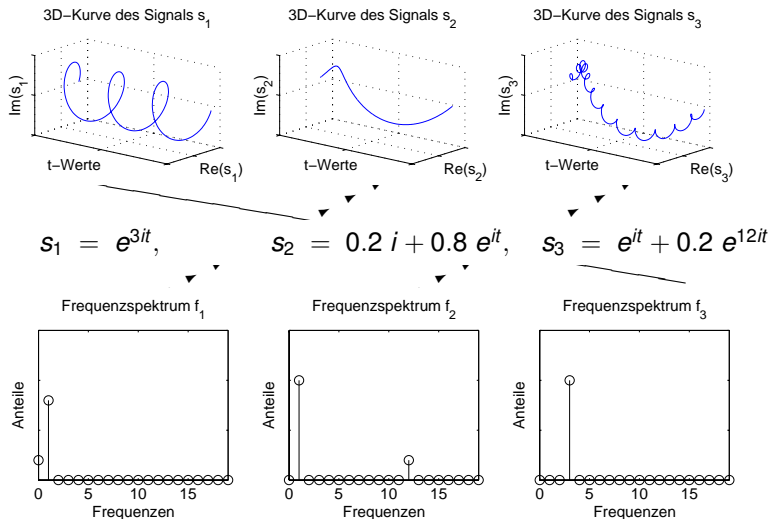 3D−Kurve des Signals s1
3D−Kurve des Signals s2
3D−Kurve des Signals s3
Im(s1)
t−Werte
Re(s1)
Im(s2)
t−Werte
Re(s2)
Im(s3)
t−Werte
Re(s3)
s1 = e^{3it},
s2 = 0.2 i + 0.8 e^{it},
s3 = e^{it} + 0.2 e^{12it}
Frequenzspektrum f1
Frequenzspektrum f2
Frequenzspektrum f3
Anteile
0 5 10 15
Frequenzen
Anteile
0 5 10 15
Frequenzen
Anteile
0 5 10 15
Frequenzen